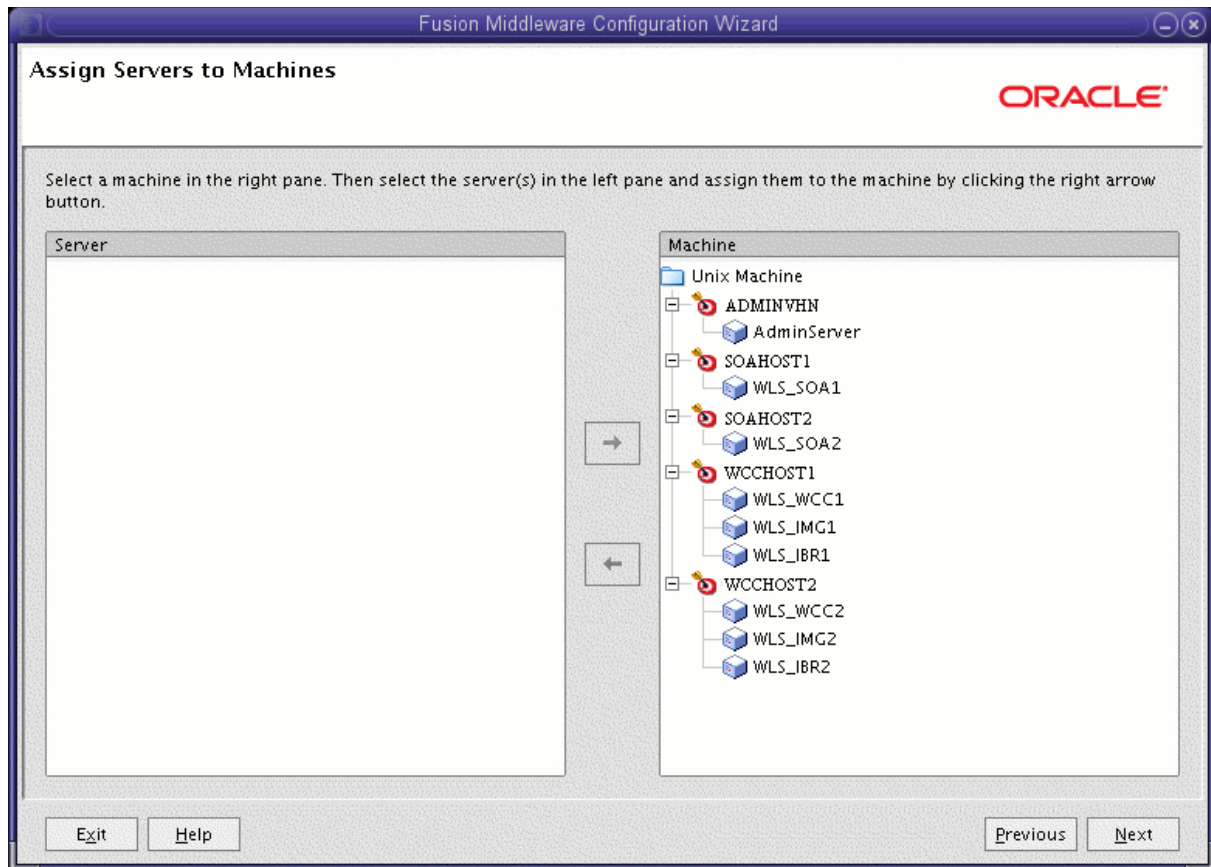 Fusion Middleware Configuration Wizard
Assign Servers to Machines
ORACLE
Select a machine in the right pane. Then select the server(s) in the left pane and assign them to the machine by clicking the right arrow
button.
Server
Machine
Unix Machine
ADMINVHN
AdminServer
SOAHOST1
WLS_SOA1
SOAHOST2
WLS_SOA2
WCCHOST1
WLS_WCC1
WLS_IMG1
WLS_IBR1
WCCHOST2
WLS_WCC2
WLS_IMG2
WLS_IBR2
Exit Help Previous Next